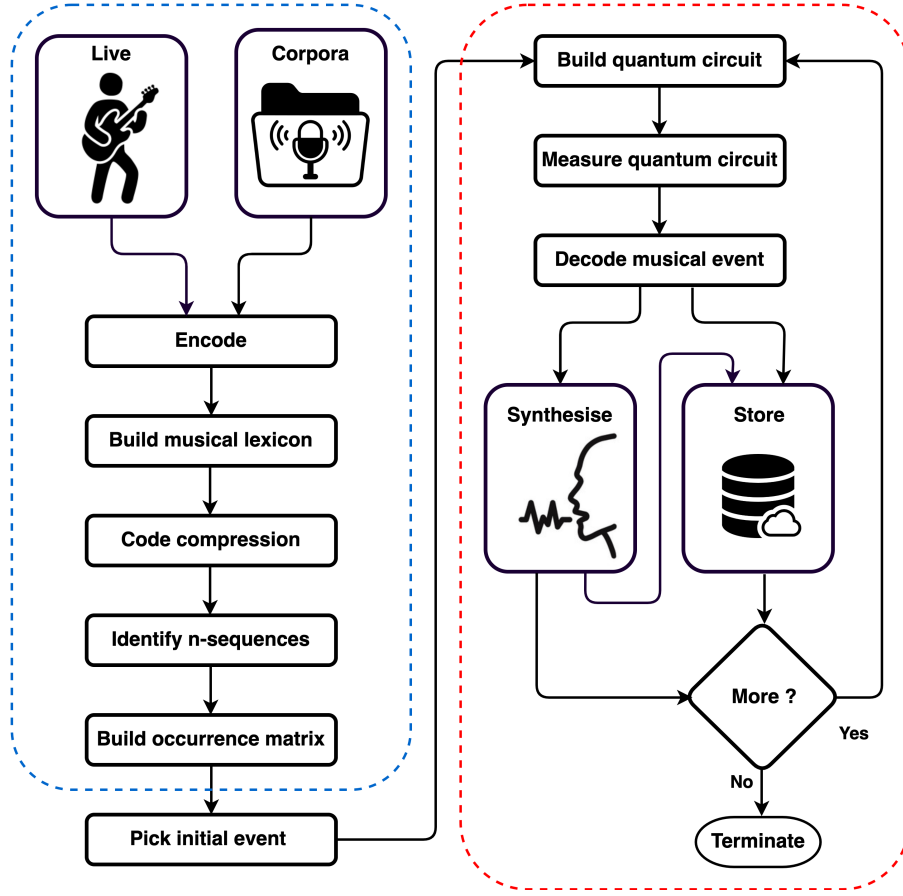 Live
Corpora
Encode
Build musical lexicon
Code compression
Identify n-sequences
Build occurrence matrix
Pick initial event
Build quantum circuit
Measure quantum circuit
Decode musical event
Synthesise
Store
More ?
Yes
No
Terminate